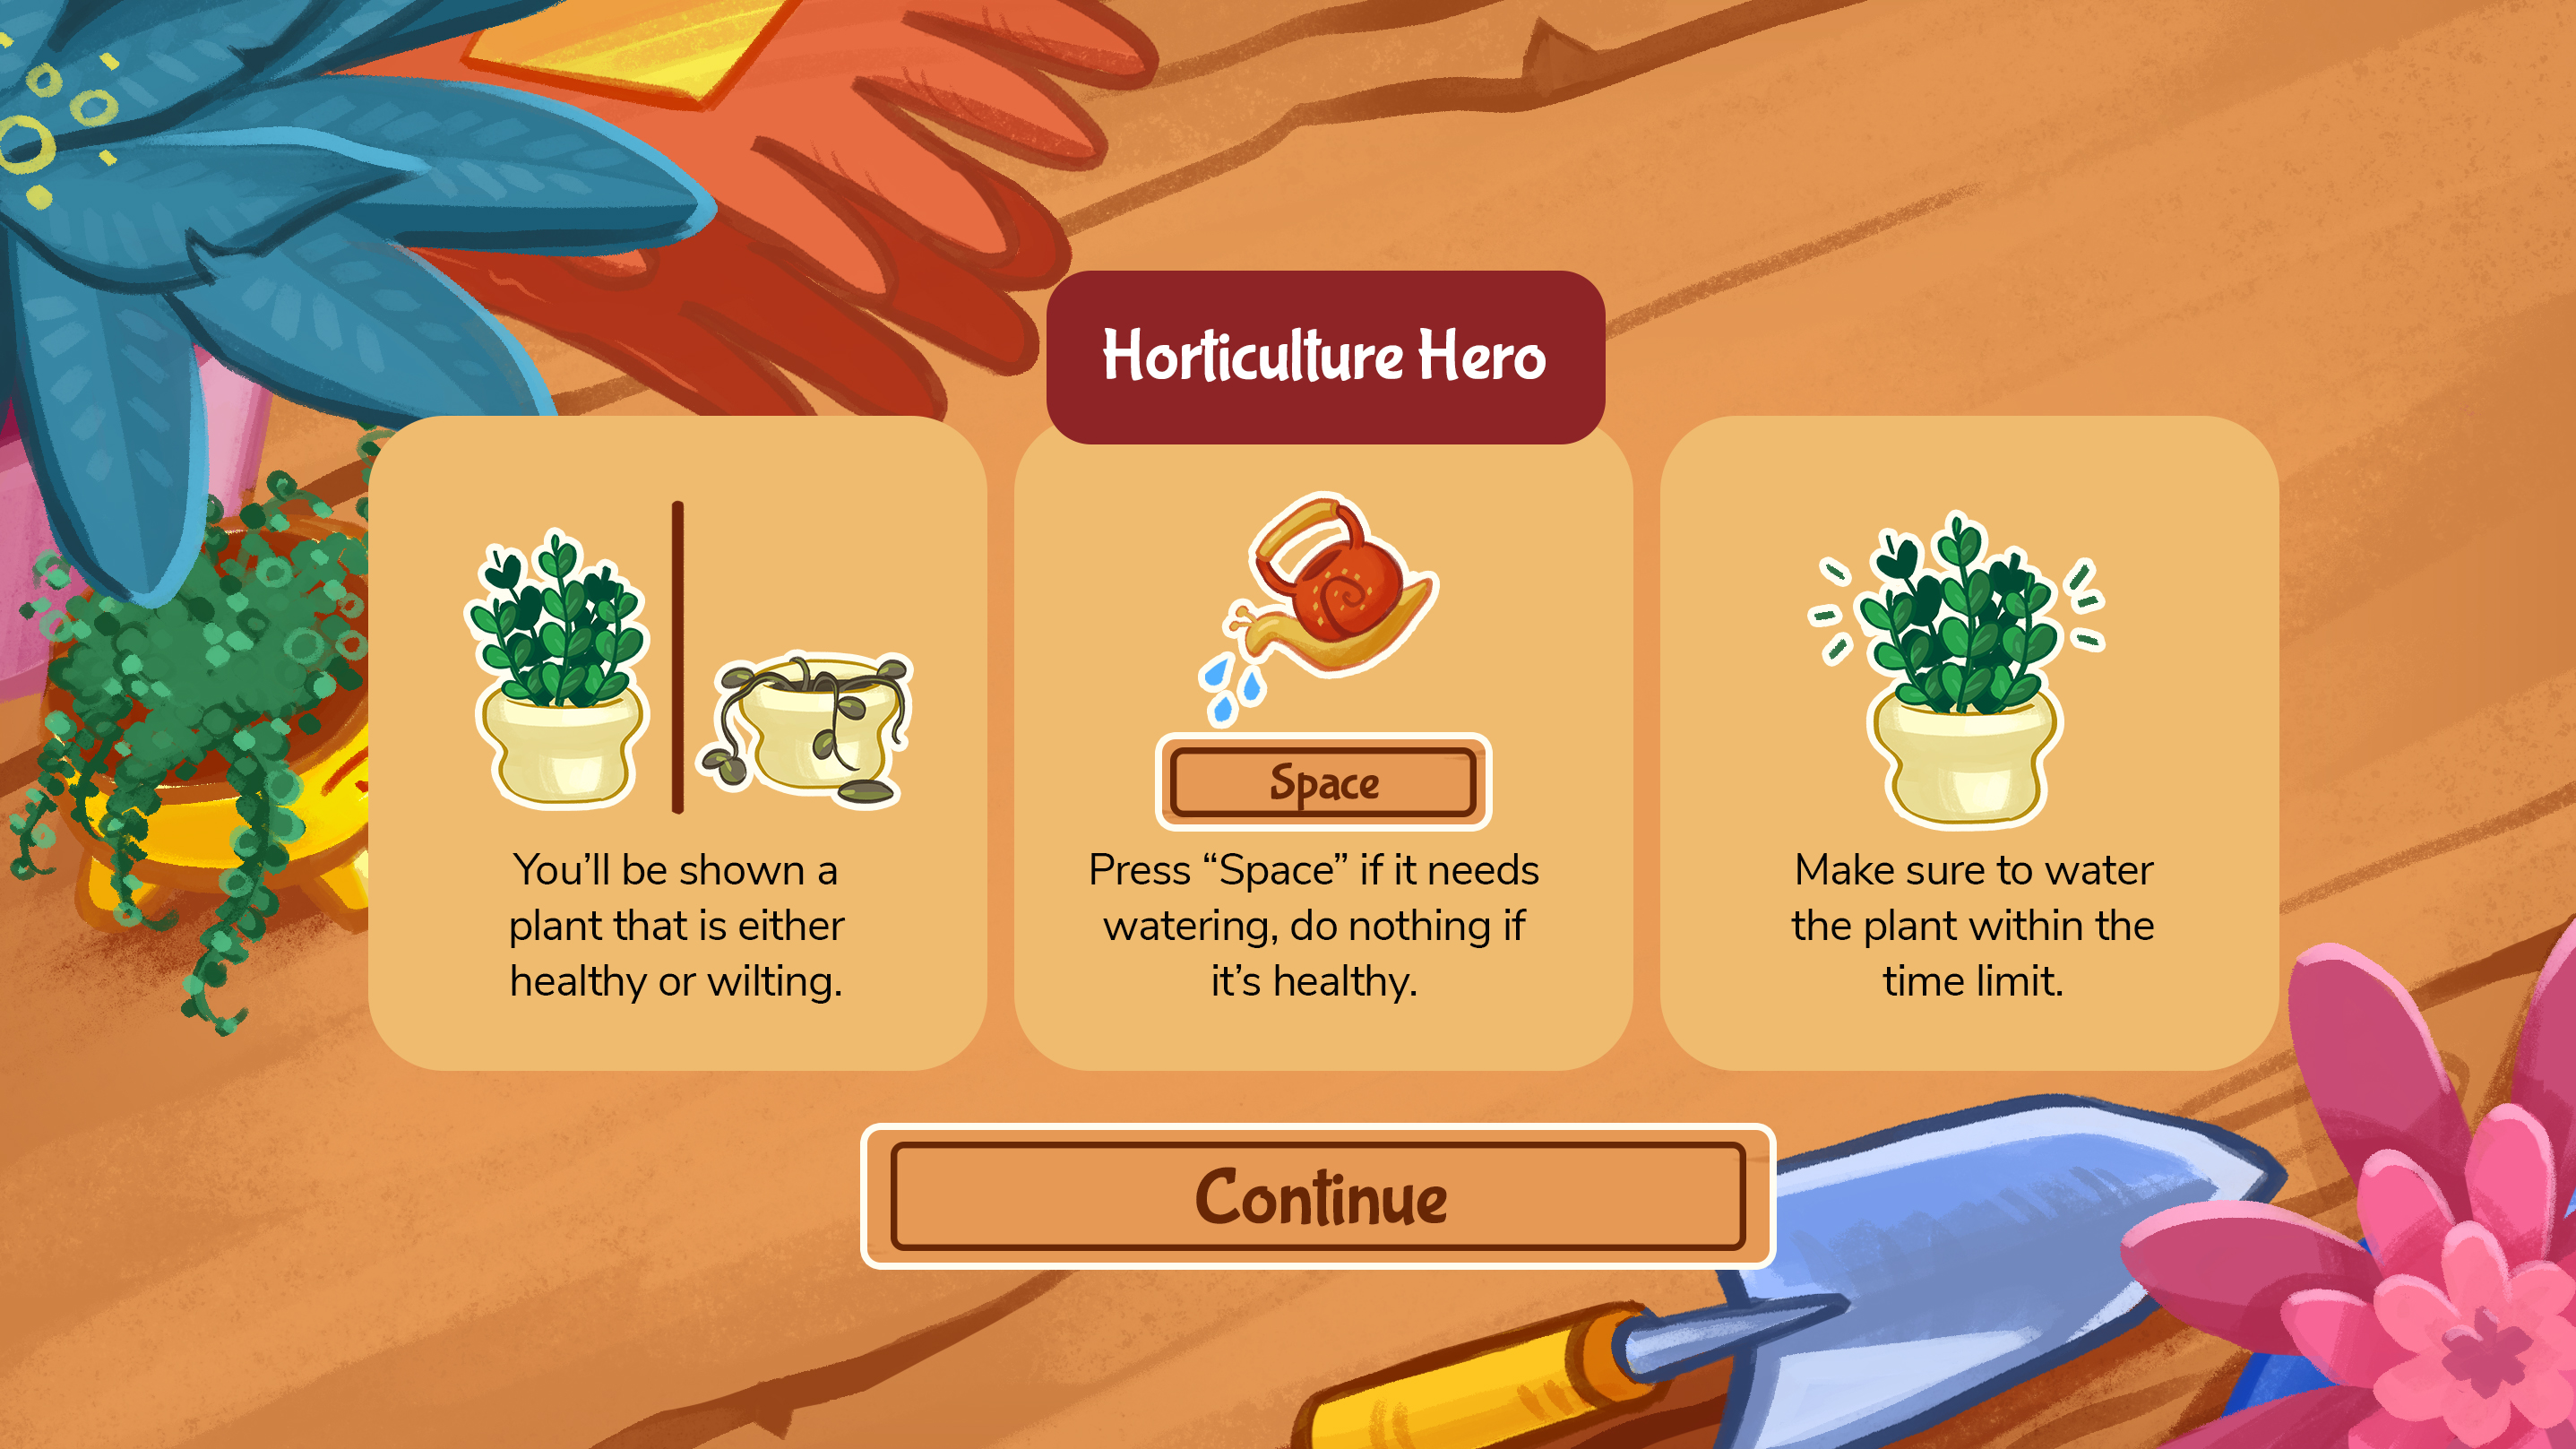 Horticulture Hero
You’ll be shown a
plant that is either
healthy or wilting.
Space
Press “Space” if it needs
watering, do nothing if
it’s healthy.
Make sure to water
the plant within the
time limit.
Continue